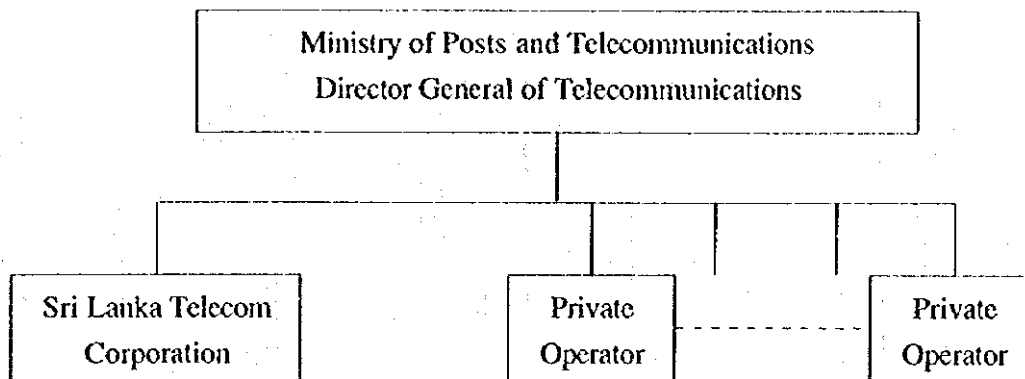 Ministry of Posts and Telecommunications
Director General of Telecommunications
Sri Lanka Telecom
Corporation
Private
Operator
Private
Operator